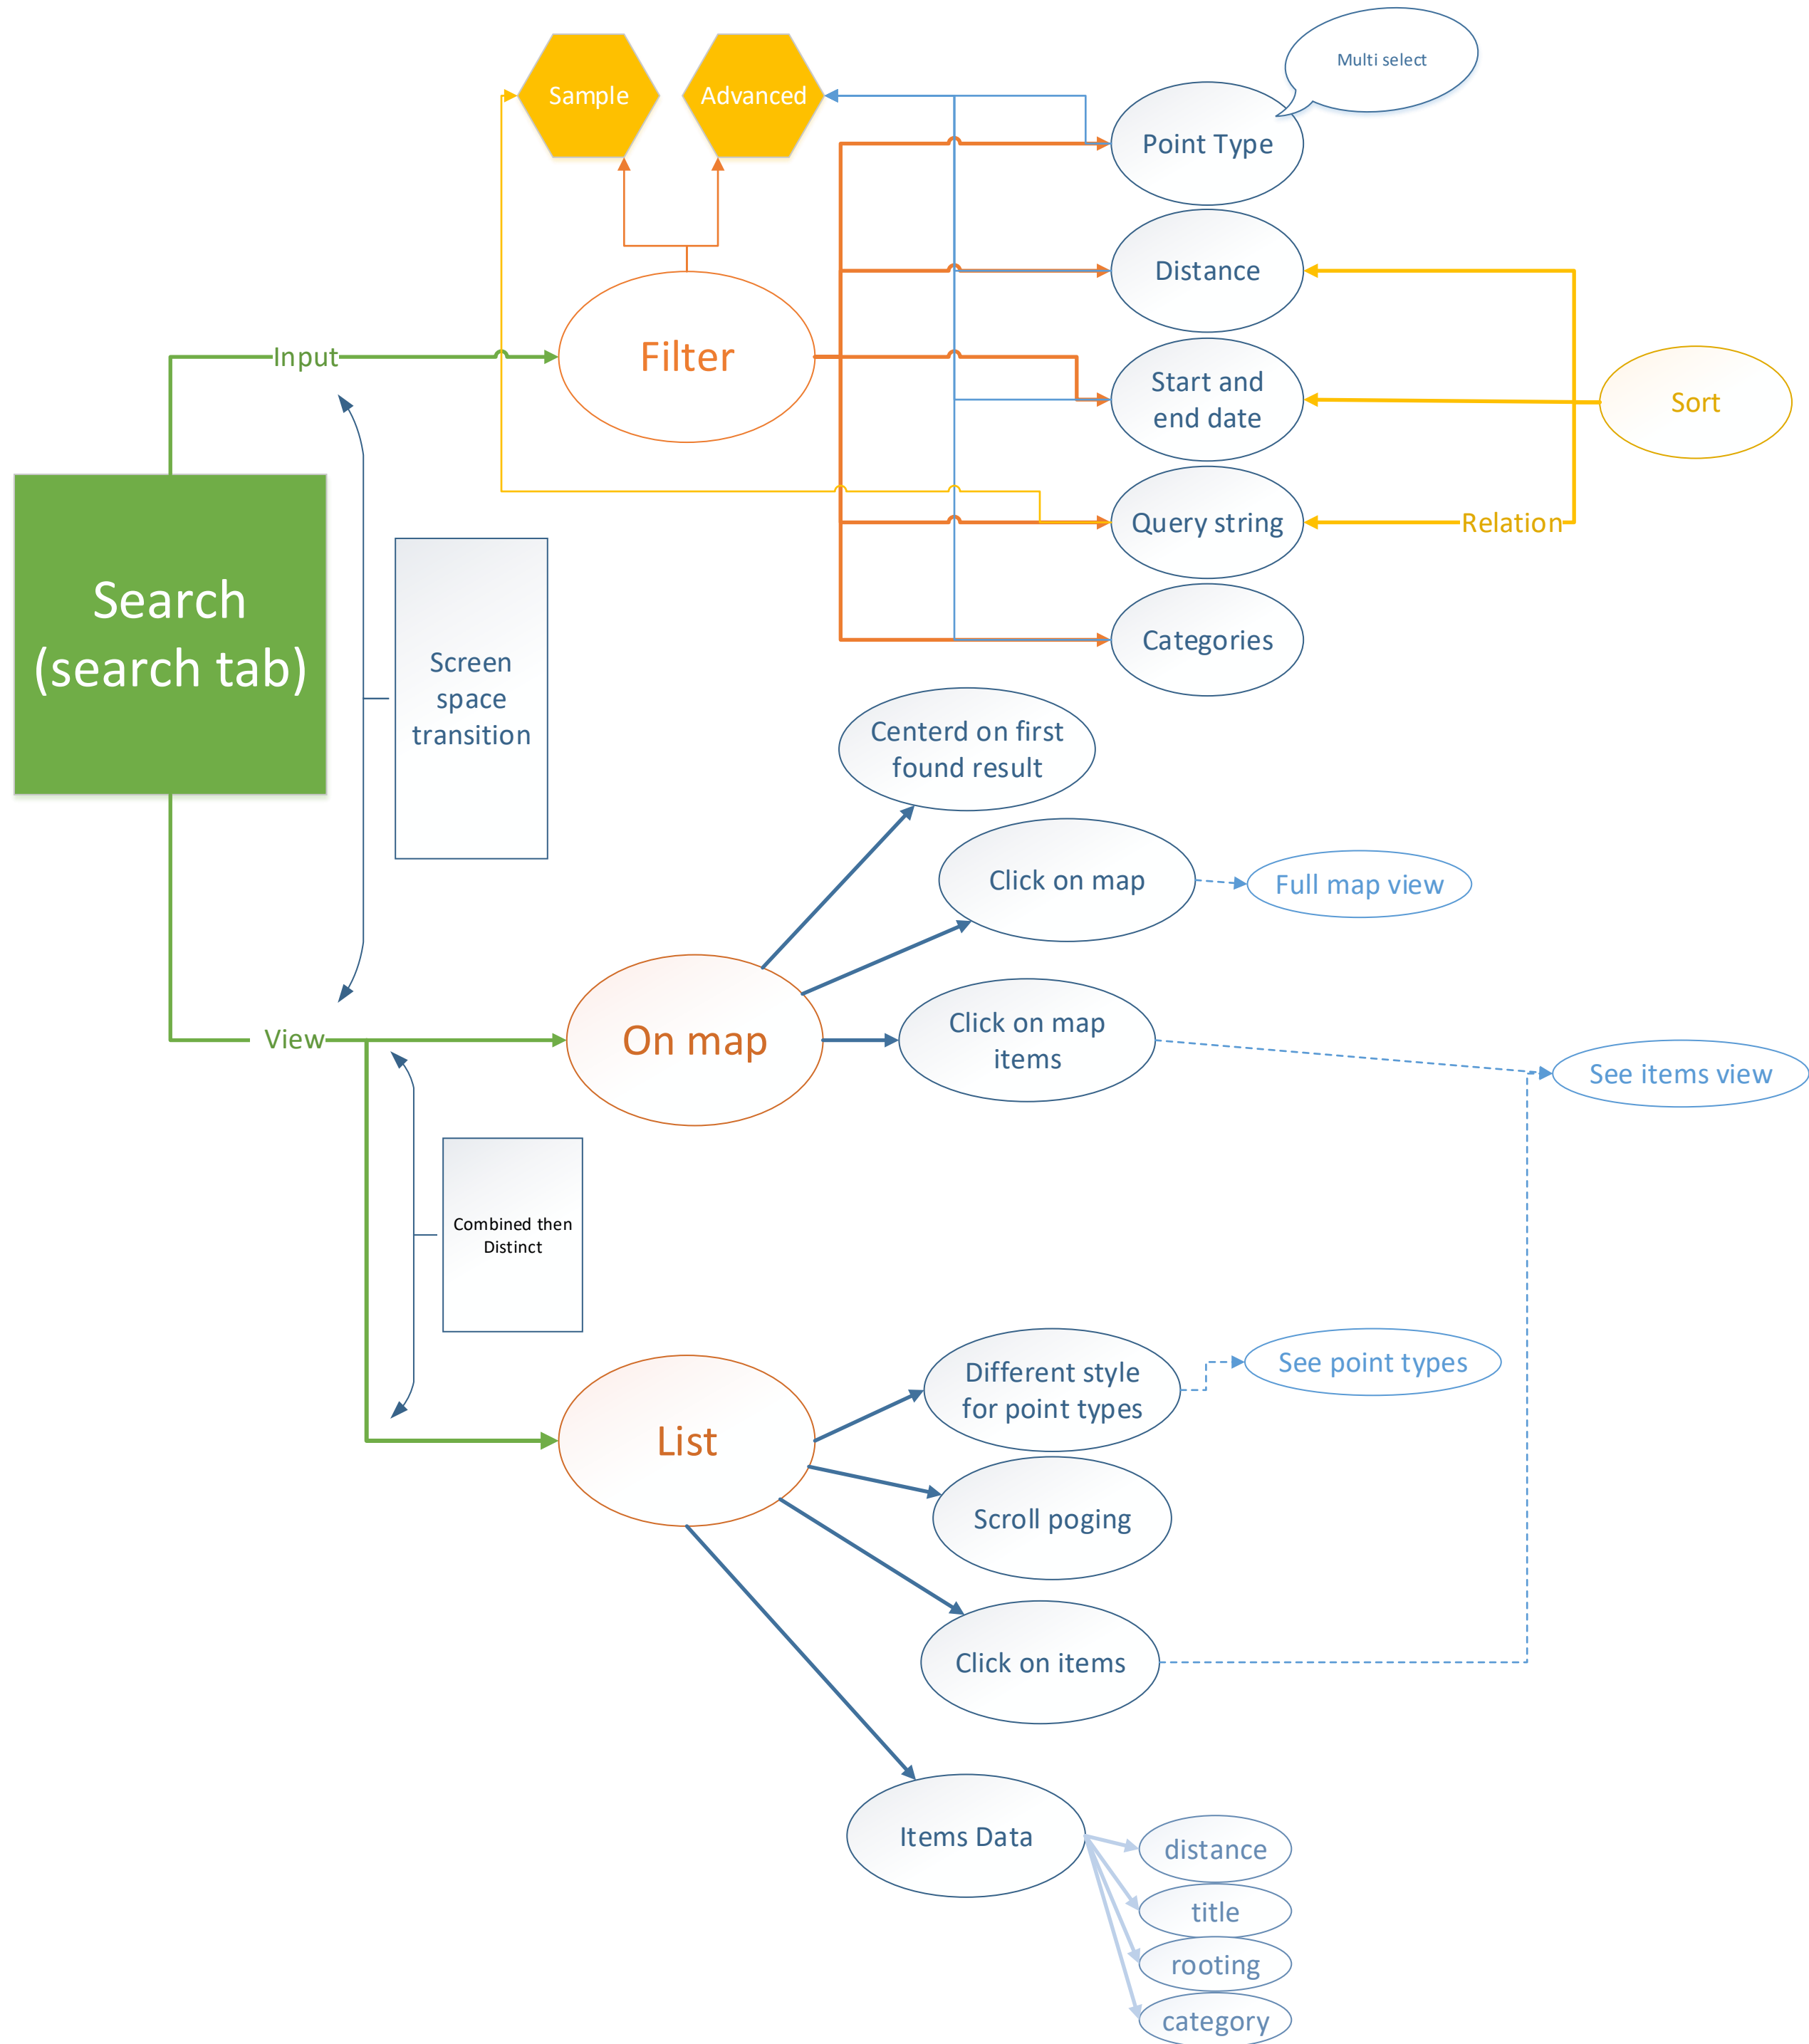 Multi select
Sample
Advanced
Point Type
Distance
Input
Filter
Start and
end date
Sort
Query string
Relation
Search
(search tab)
Categories
Screen
space
transition
Centerd on first
found result
Click on map
Full map view
View
On map
Click on map
items
See items view
Combined then
Distinct
Different style
for point types
See point types
List
Scroll poging
Click on items
Items Data
distance
title
rooting
category